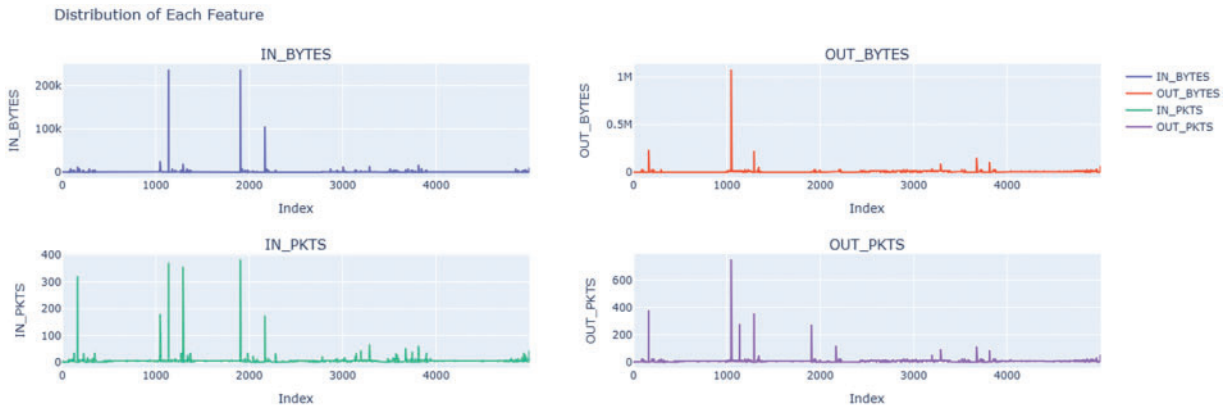 Distribution of Each Feature
IN_BYTES
IN_BYTES
200k
100k
0
0 1000 2000 3000 4000
Index
OUT_BYTES
OUT_BYTES
1M
0.5M
0
0 1000 2000 3000 4000
Index
IN_BYTES
OUT_BYTES
IN_PKTS
OUT_PKTS
IN_PKTS
IN_PKTS
400
300
200
100
0
0 1000 2000 3000 4000
Index
OUT_PKTS
OUT_PKTS
600
400
200
0
0 1000 2000 3000 4000
Index